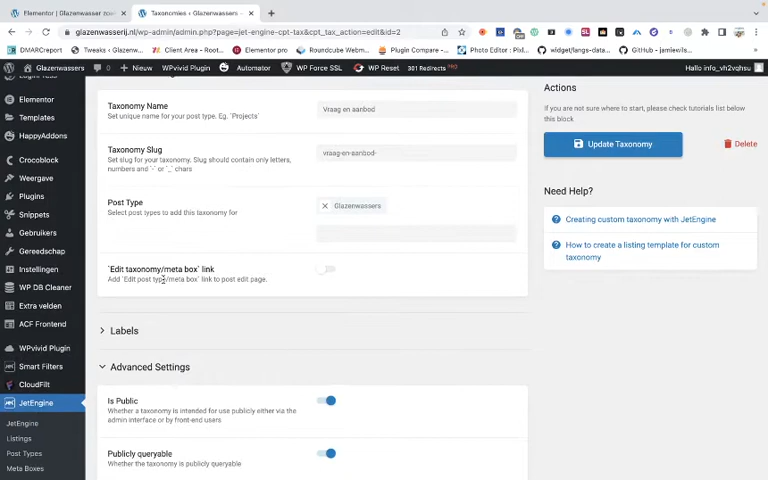 Elementor | Glazenwasser zoe
Taxonomies ‹ Glazenwassers –
glazenwasserij.nl/wp-admin/admin.php?page=jet-engine-cpt-tax&cpt_tax_action=edit&id=2
DMARCreport
Tweaks ‹ Glazenw...
Client Area - Root...
Elementor pro
Roundcube Webma...
Plugin Compare -...
Photo Editor : Pixl...
widget/langs-data...
GitHub - jamiewils...
Glazenwassers
0
Nieuw
WPvivid Plugin
Automator
WP Force SSL
WP Reset
301 Redirects PRO
Hallo info_vh2vqhsu
Elementor
Templates
HappyAddons
Crocoblock
Weergave
Plugins
Snippets
Gebruikers
Gereedschap
Instellingen
WP DB Cleaner
Extra velden
ACF Frontend
WPvivid Plugin
Smart Filters
CloudFilt
JetEngine
JetEngine
Listings
Post Types
Meta Boxes
Taxonomy Name
Set unique name for your post type. Eg. `Projects`
Vraag en aanbod
Taxonomy Slug
Set slug for your taxonomy. Slug should contain only letters,
numbers and `-` or `_` chars
vraag-en-aanbod-
Post Type
Select post types to add this taxonomy for
Glazenwassers
`Edit taxonomy/meta box` link
Add `Edit post type/meta box` link to post edit page.
Labels
Advanced Settings
Is Public
Whether a taxonomy is intended for use publicly either via the
admin interface or by front-end users
Publicly queryable
Whether the taxonomy is publicly queryable
Actions
If you are not sure where to start, please check tutorials list below
this block
Update Taxonomy
Delete
Need Help?
Creating custom taxonomy with JetEngine
How to create a listing template for custom
taxonomy